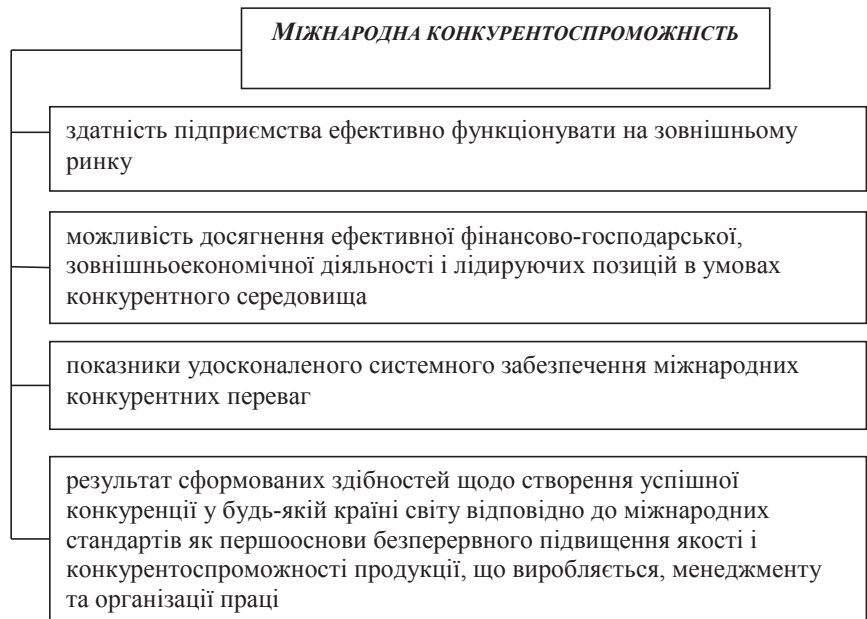 МІЖНАРОДНА КОНКУРЕНТОСПРОМОЖНІСТЬ
здатність підприємства ефективно функціонувати на зовнішньому
ринку
можливість досягнення ефективної фінансово-господарської,
зовнішньоекономічної діяльності і лідируючих позицій в умовах
конкурентного середовища
показники удосконаленого системного забезпечення міжнародних
конкурентних переваг
результат сформованих здібностей щодо створення успішної
конкуренції у будь-якій країні світу відповідно до міжнародних
стандартів як першооснови безперервного підвищення якості і
конкурентоспроможності продукції, що виробляється, менеджменту
та організації праці